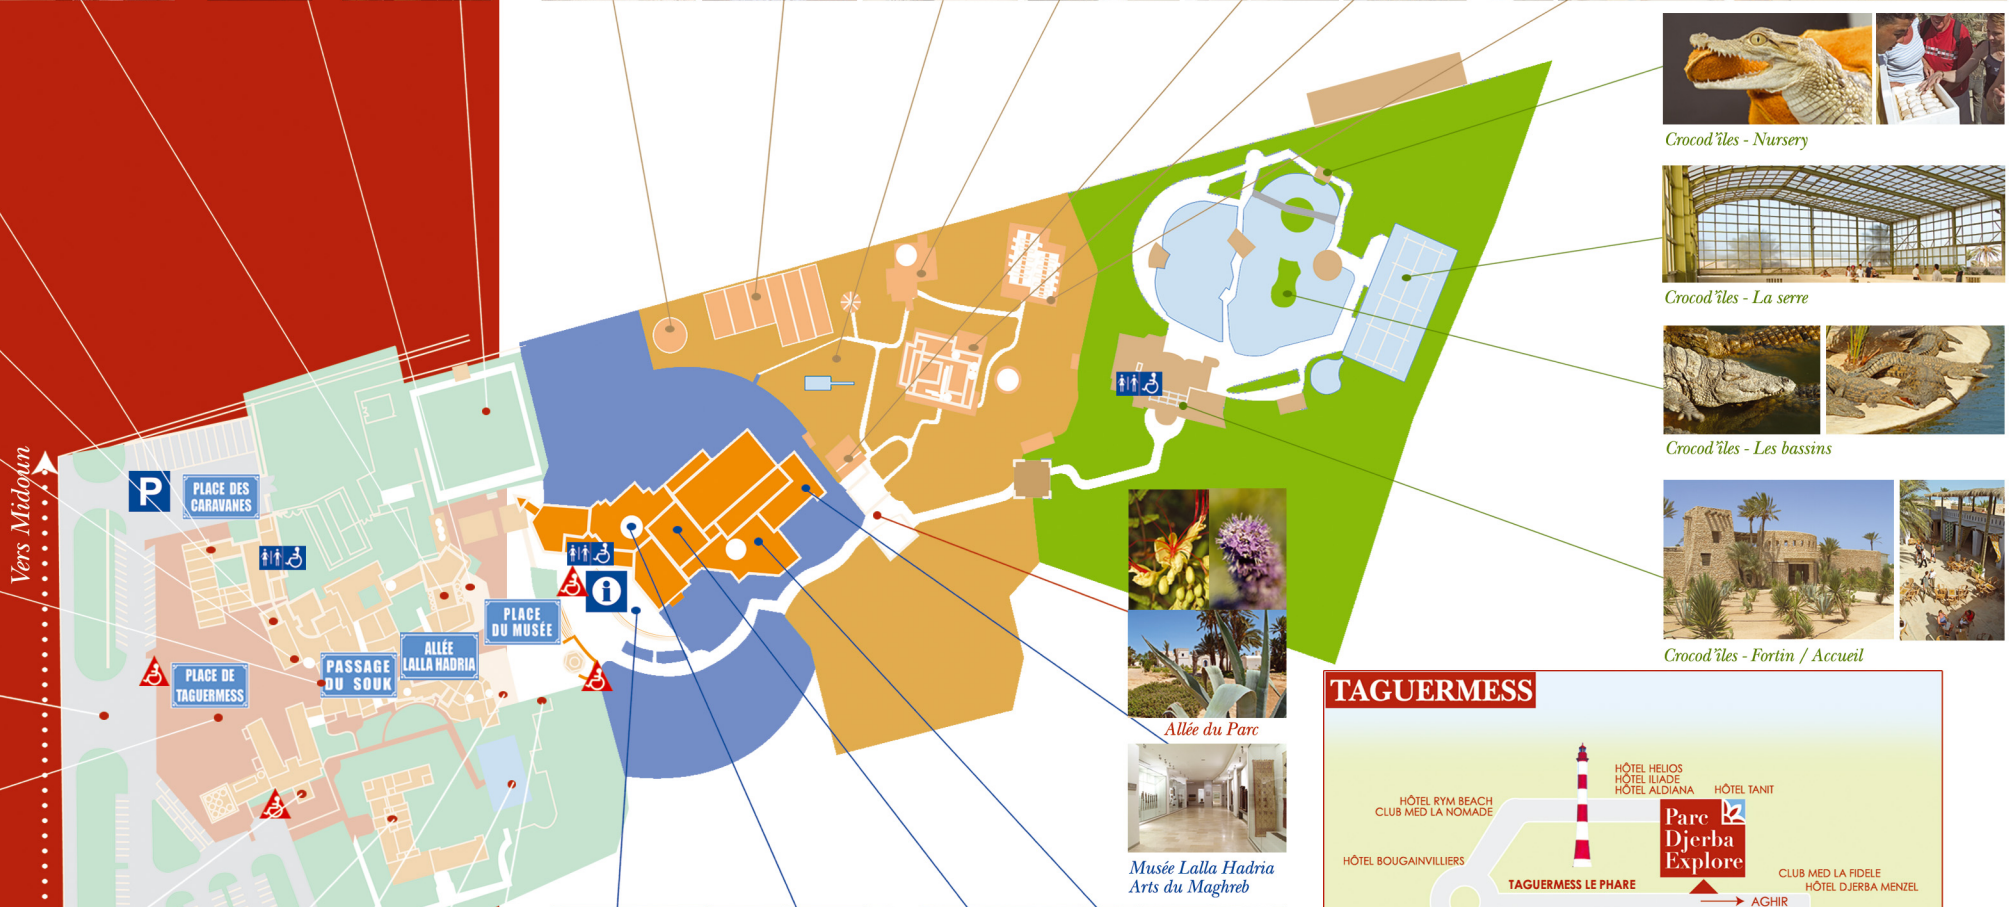 Vers Midoun
P
PLACE DES
CARAVANES
PLACE DE
TAGUERMESS
PASSAGE
DU SOUK
ALLÉE
LALLA HADRIA
PLACE
DU MUSÉE
i
Crocod'îles - Nursery
Crocod'îles - La serre
Crocod'îles - Les bassins
Crocod'îles - Fortin / Accueil
Allée du Parc
Musée Lalla Hadria
Arts du Maghreb
TAGUERMESS
HÔTEL HELIOS
HÔTEL ILIADE
HÔTEL ALDIANA
HÔTEL TANIT
HÔTEL RYM BEACH
CLUB MED LA NOMADE
Parc
Djerba
Explore
HÔTEL BOUGAINVILLIERS
TAGUERMESS LE PHARE
CLUB MED LA FIDELE
HÔTEL DJERBA MENZEL
AGHIR